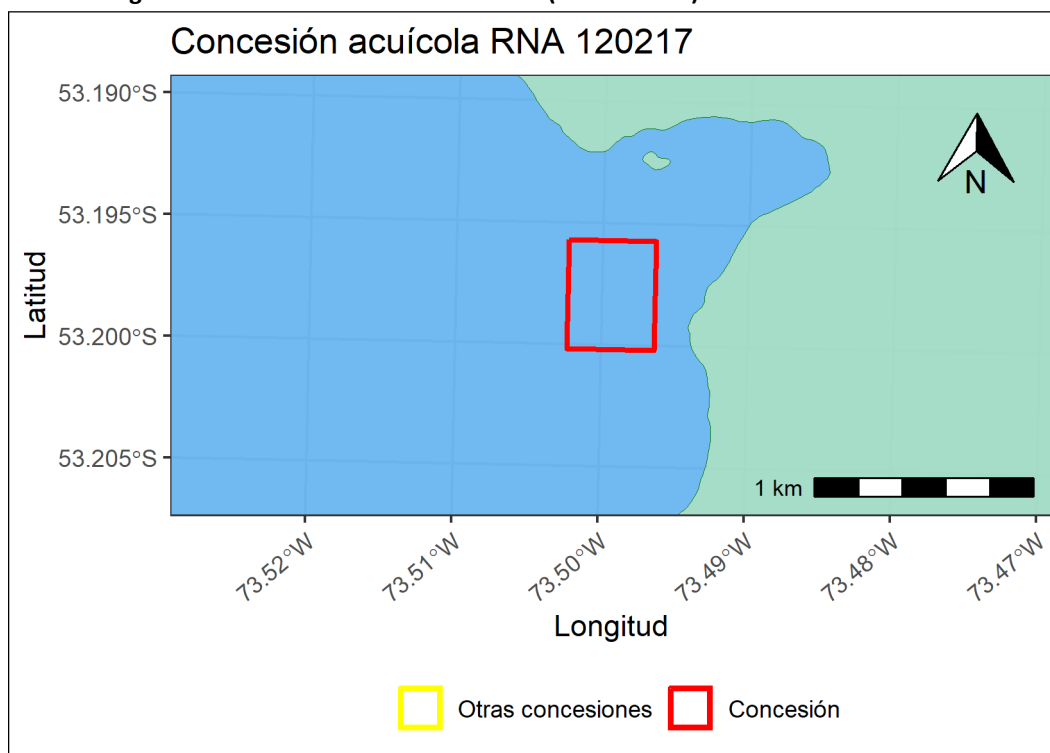 Concesión acuícola RNA 120217
53.190°S
53.195°S
53.200°S
53.205°S
Latitud
N
1 km
73.52°W
73.51°W
73.50°W
73.49°W
73.48°W
73.47°W
Longitud
Otras concesiones
Concesión